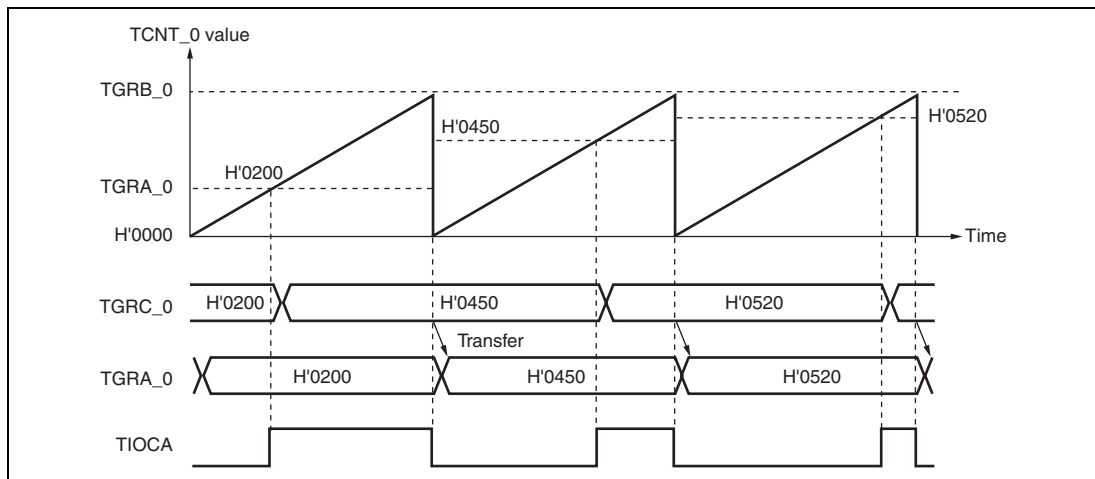 TCNT_0 value
TGRB_0
H'0450
H'0520
H'0200
TGRA_0
H'0000
Time
TGRC_0
H'0200
H'0450
H'0520
Transfer
TGRA_0
H'0200
H'0450
H'0520
TIOCA